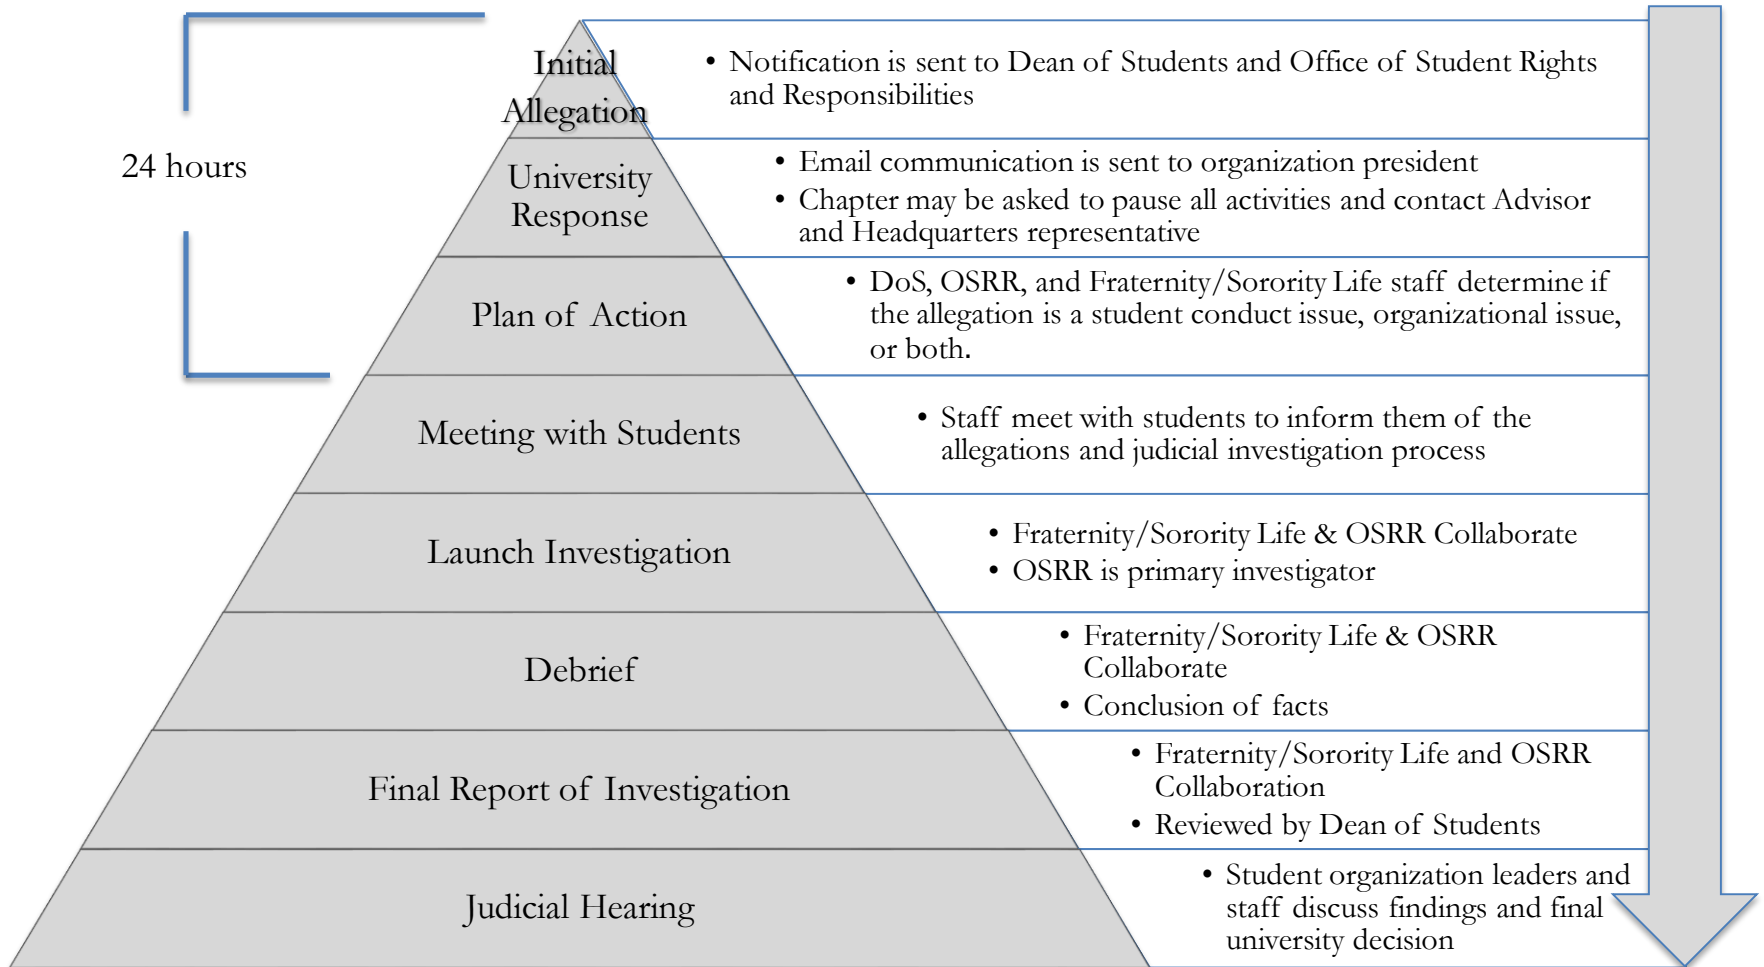 Initial
Allegation
• Notification is sent to Dean of Students and Office of Student Rights
and Responsibilities
24 hours
University
Response
• Email communication is sent to organization president
• Chapter may be asked to pause all activities and contact Advisor
and Headquarters representative
Plan of Action
• DoS, OSRR, and Fraternity/Sorority Life staff determine if
the allegation is a student conduct issue, organizational issue,
or both.
Meeting with Students
• Staff meet with students to inform them of the
allegations and judicial investigation process
Launch Investigation
• Fraternity/Sorority Life & OSRR Collaborate
• OSRR is primary investigator
Debrief
• Fraternity/Sorority Life & OSRR
Collaborate
• Conclusion of facts
Final Report of Investigation
• Fraternity/Sorority Life and OSRR
Collaboration
• Reviewed by Dean of Students
Judicial Hearing
• Student organization leaders and
staff discuss findings and final
university decision